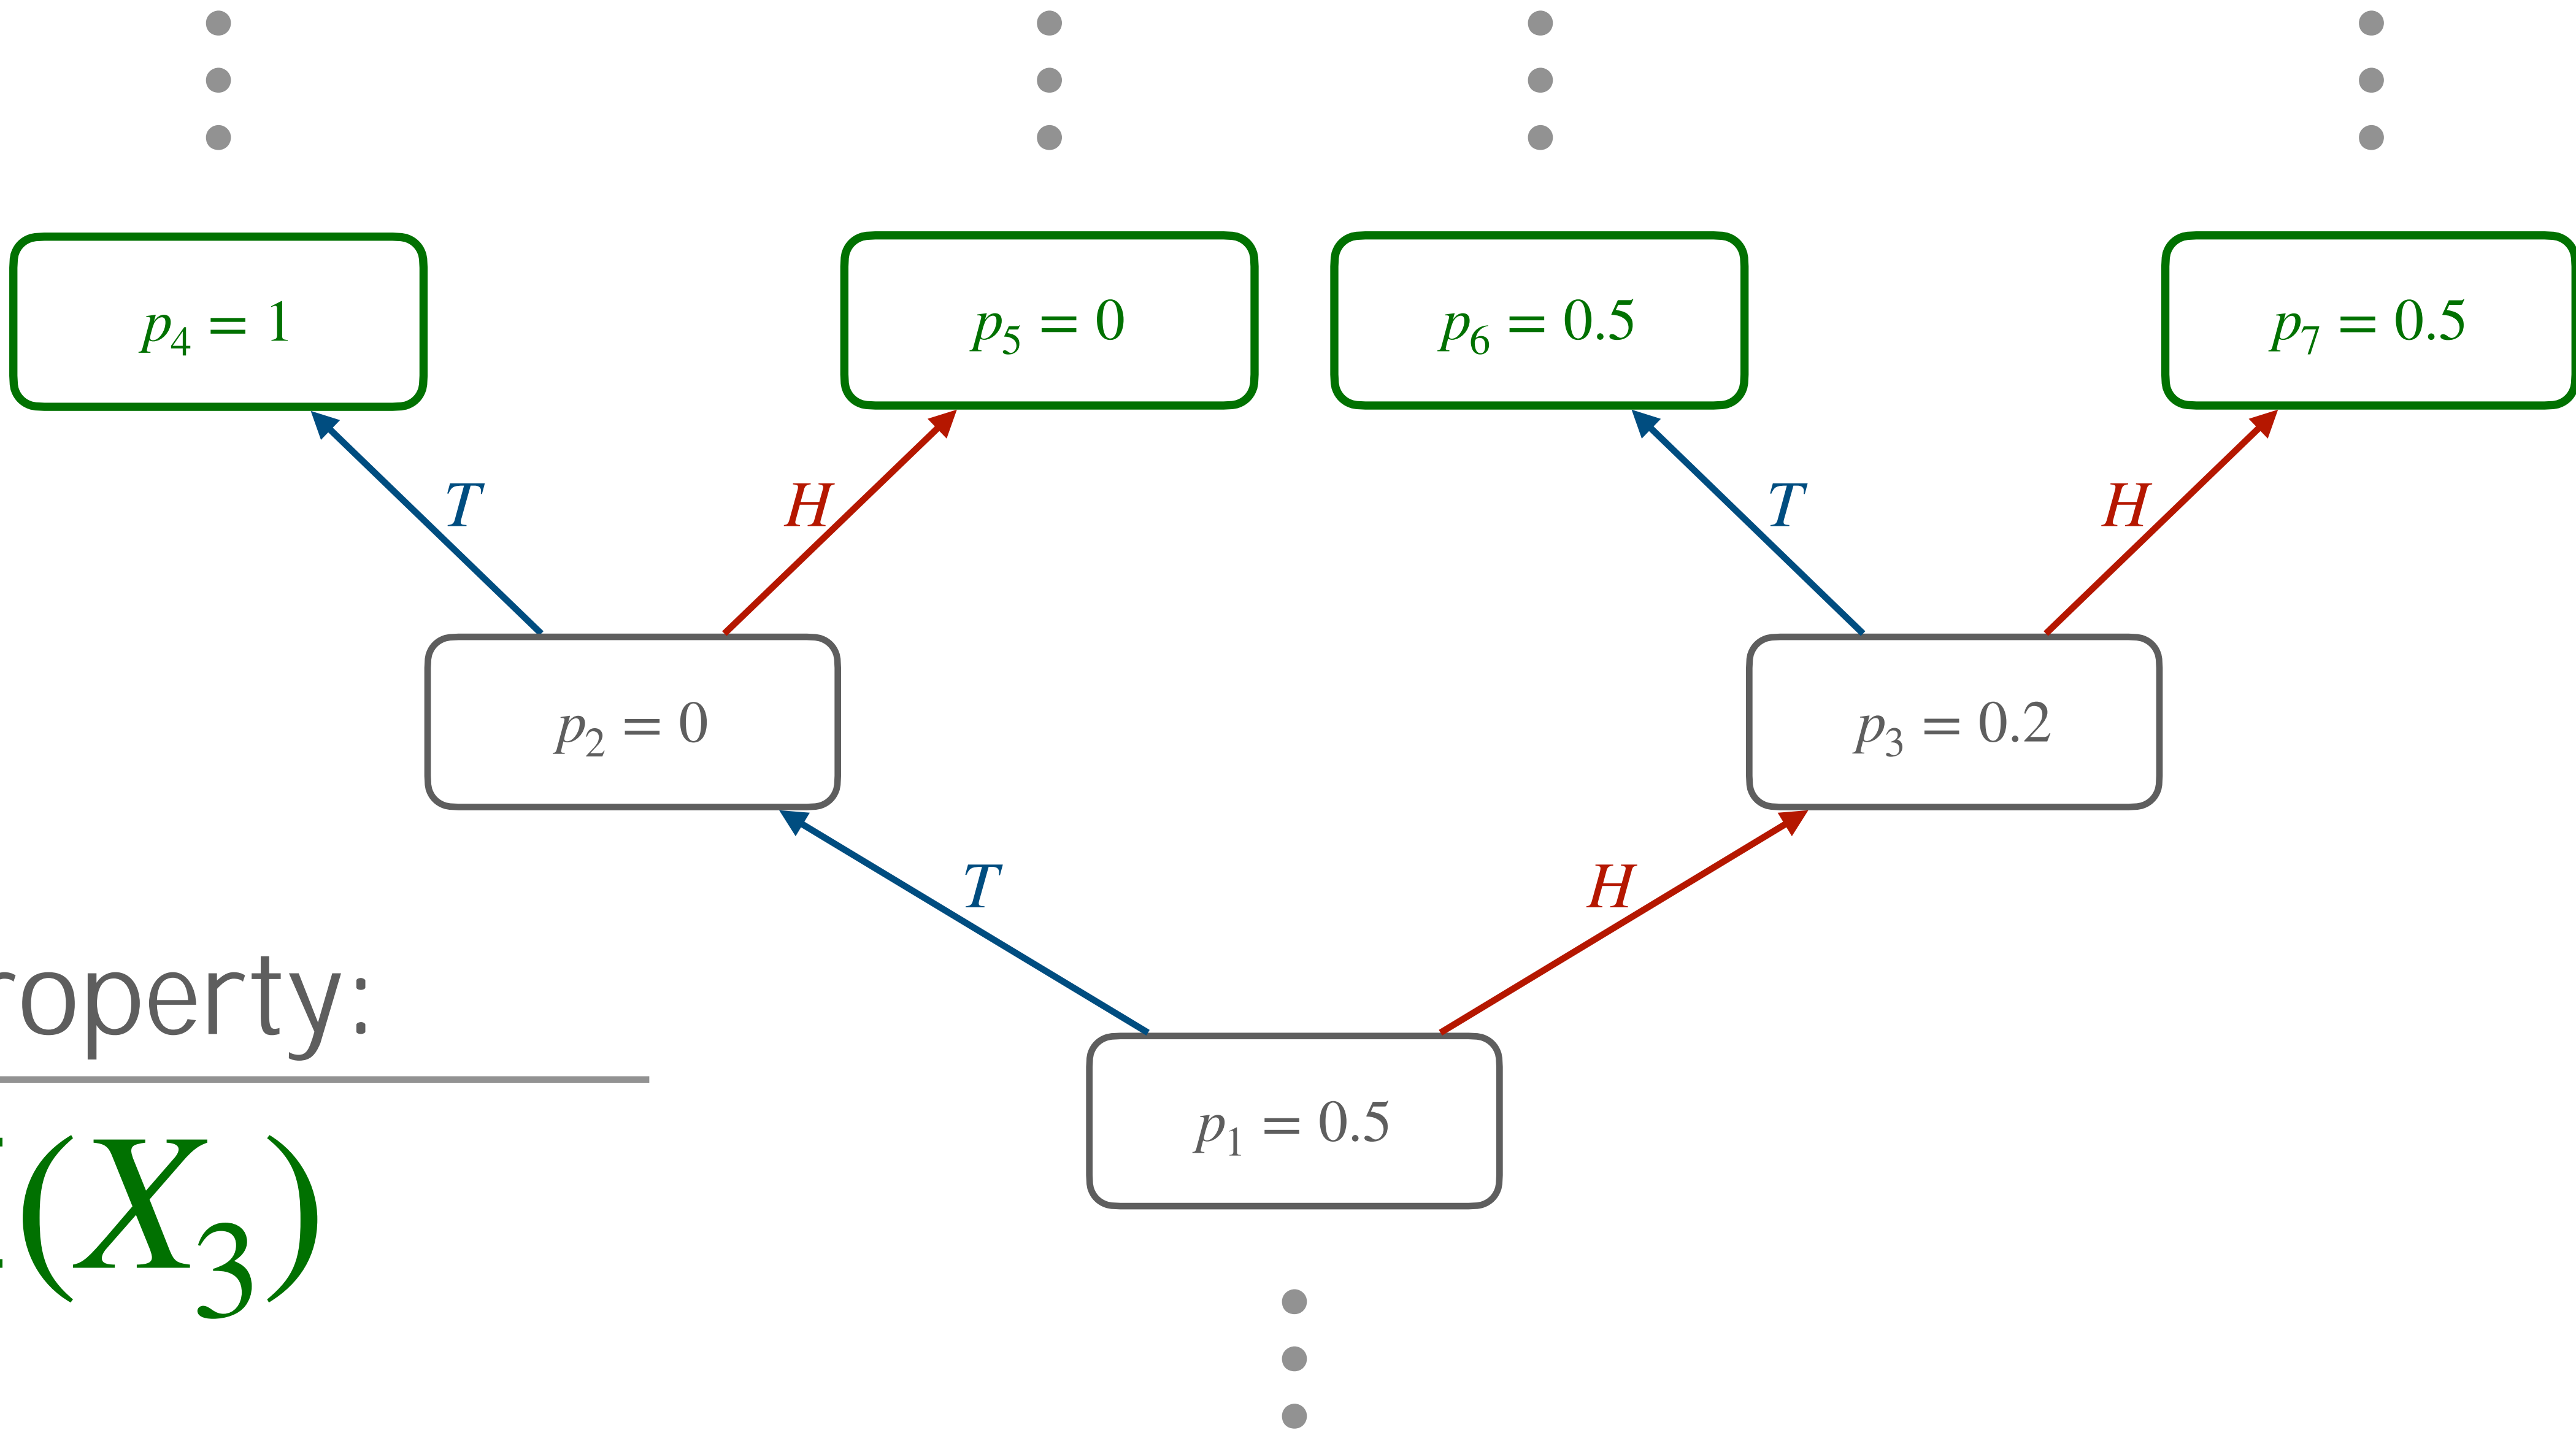 p4 = 1
p5 = 0
p6 = 0.5
p7 = 0.5
T
H
T
H
p2 = 0
p3 = 0.2
T
H
roperty:
p1 = 0.5
(X3)